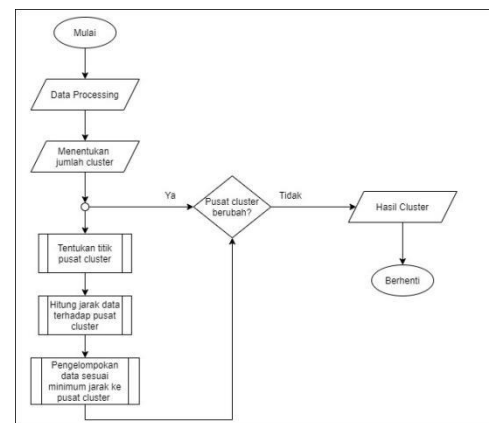 Mulai
Data Processing
Menentukan
jumlah cluster
Ya
Pusat cluster
berubah?
Tidak
Hasil Cluster
Berhenti
Tentukan titik
pusat cluster
Hitung jarak data
terhadap pusat
cluster
Pengelompokan
data sesuai
minimum jarak ke
pusat cluster